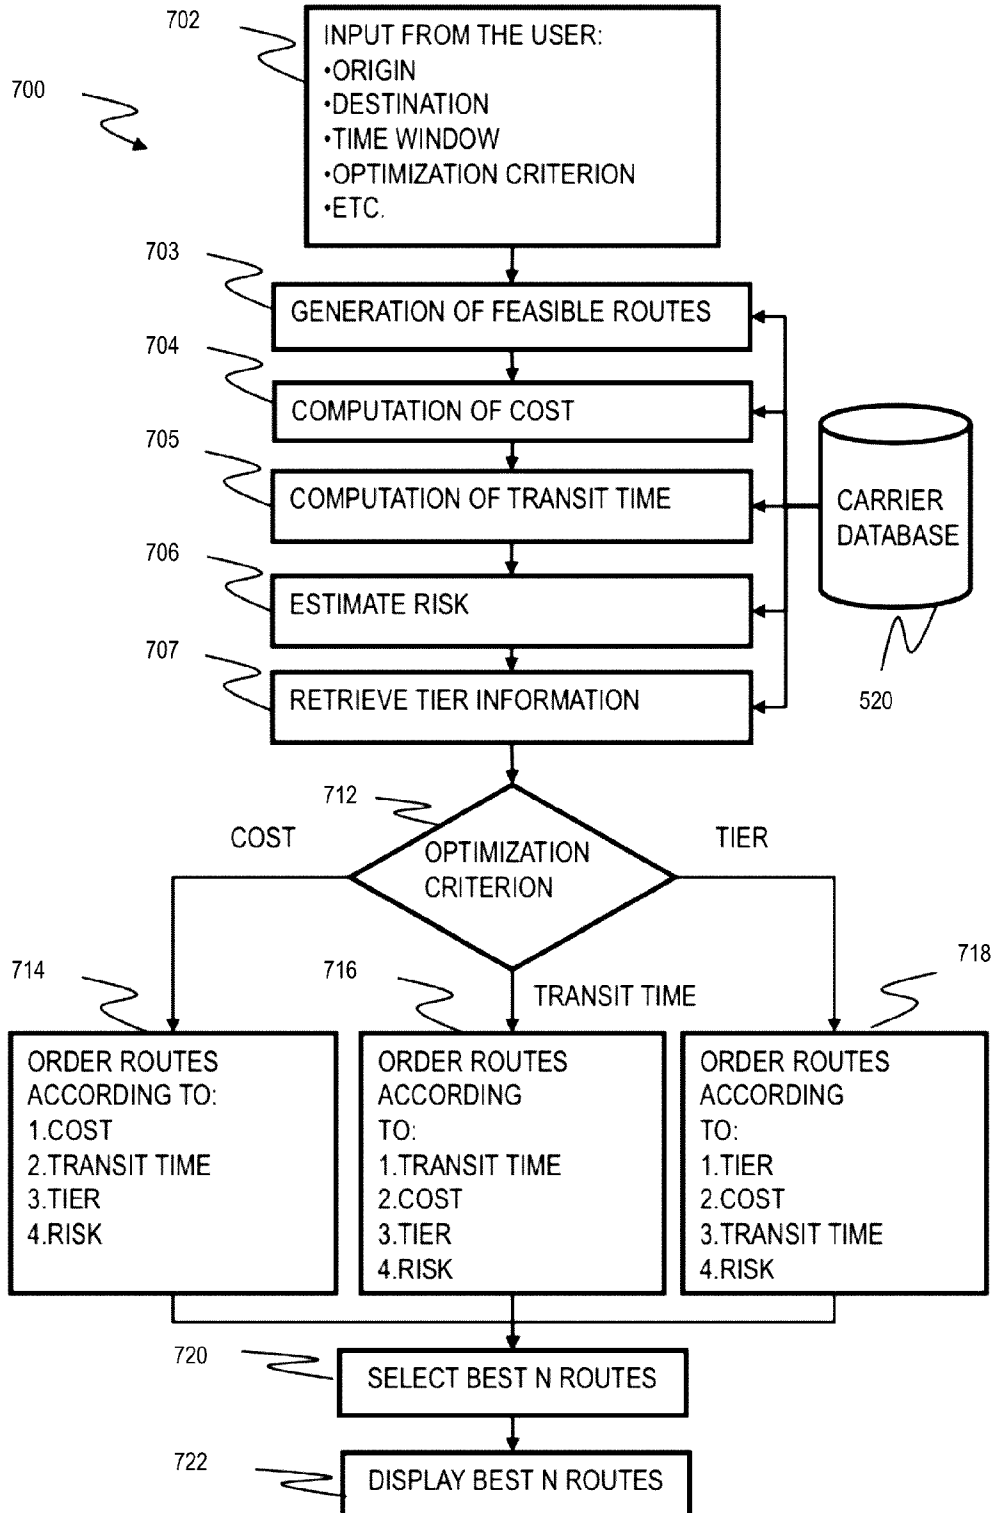 702
INPUT FROM THE USER:
•ORIGIN
•DESTINATION
•TIME WINDOW
•OPTIMIZATION CRITERION
•ETC.
700
703
GENERATION OF FEASIBLE ROUTES
704
COMPUTATION OF COST
705
COMPUTATION OF TRANSIT TIME
CARRIER
DATABASE
706
ESTIMATE RISK
707
RETRIEVE TIER INFORMATION
520
712
COST
OPTIMIZATION
CRITERION
TIER
TRANSIT TIME
714
ORDER ROUTES
ACCORDING TO:
1.COST
2.TRANSIT TIME
3.TIER
4.RISK
716
ORDER ROUTES
ACCORDING
TO:
1.TRANSIT TIME
2.COST
3.TIER
4.RISK
718
ORDER ROUTES
ACCORDING
TO:
1.TIER
2.COST
3.TRANSIT TIME
4.RISK
720
SELECT BEST N ROUTES
722
DISPLAY BEST N ROUTES